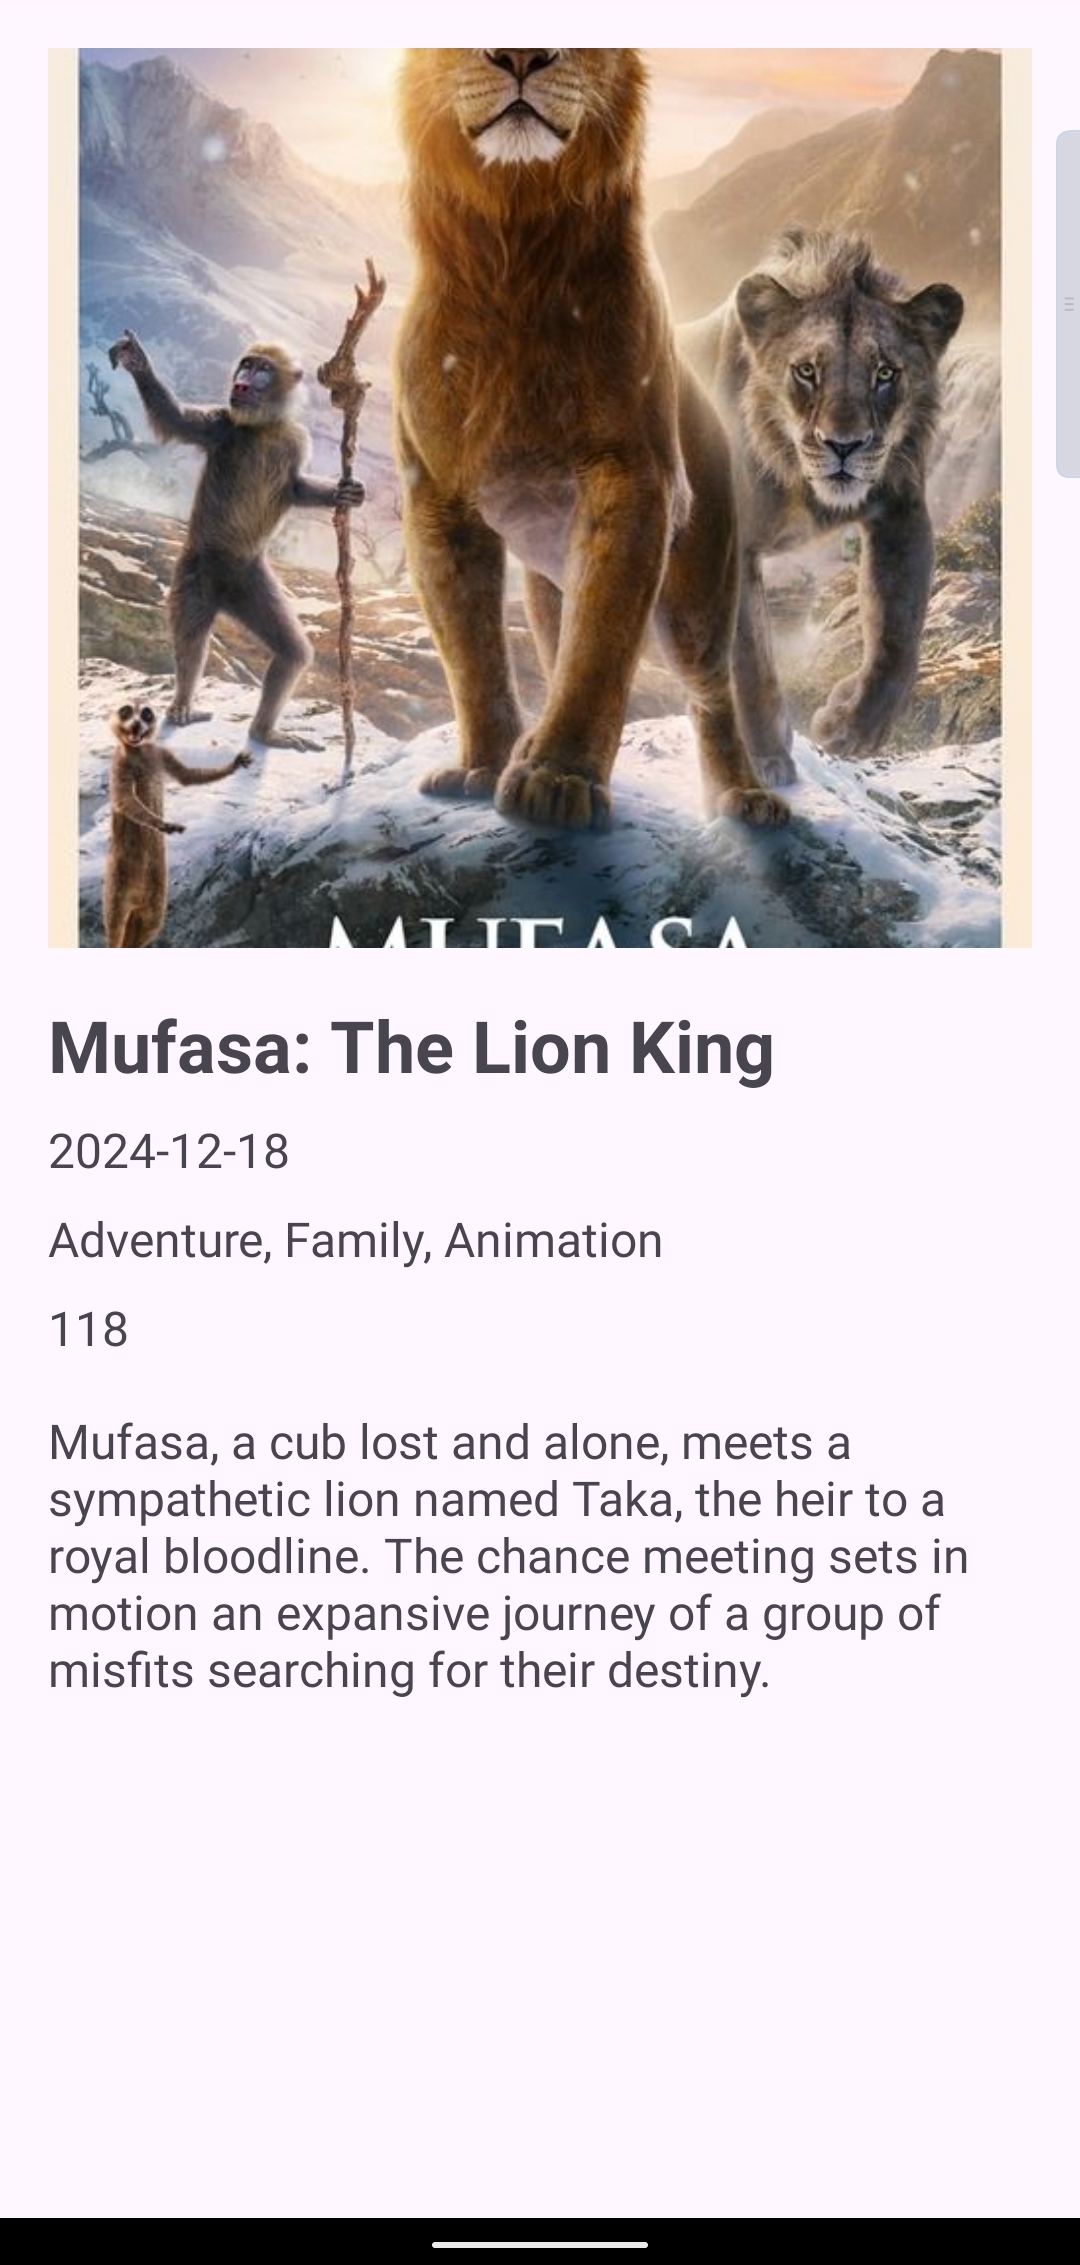 MUFASA
Mufasa: The Lion King
2024-12-18
Adventure, Family, Animation
118
Mufasa, a cub lost and alone, meets a
sympathetic lion named Taka, the heir to a
royal bloodline. The chance meeting sets in
motion an expansive journey of a group of
misfits searching for their destiny.